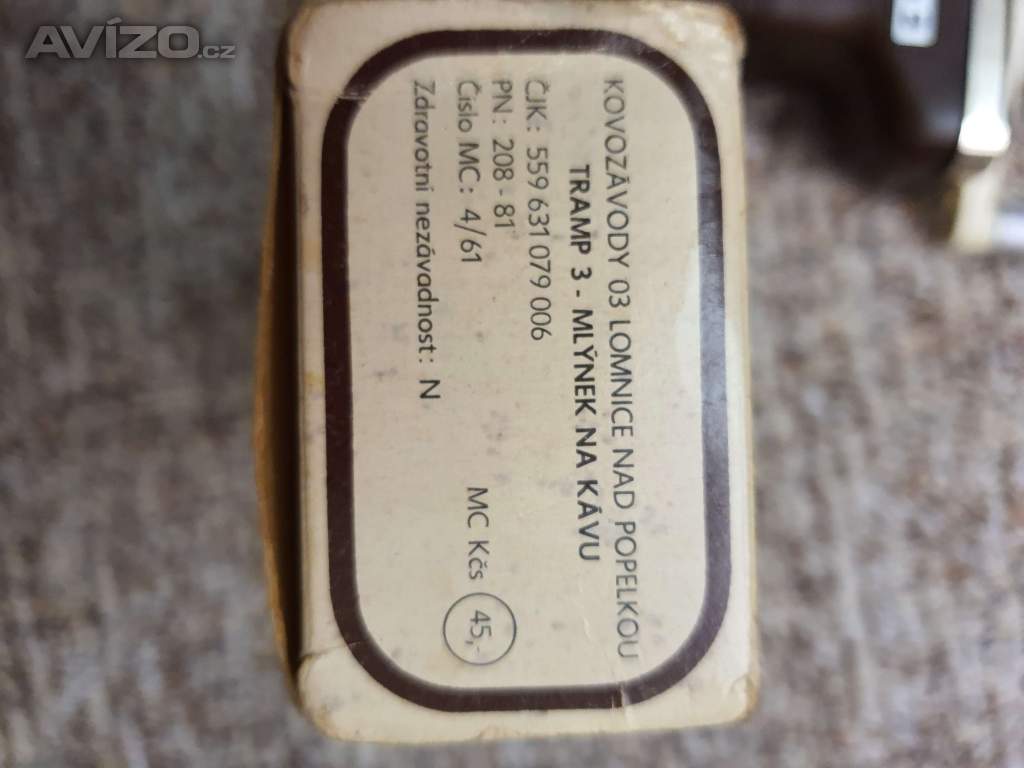 AVÍZO.cz
KOVOZÁVODY 03 LOMNICE NAD POPELKOU
TRAMP 3 - MLÝNEK NA KÁVU
ČJK: 559 631 079 006
PN: 208 - 81
Číslo MC: 4/61 MC Kčs 45,-
Zdravotní nezávadnost: N